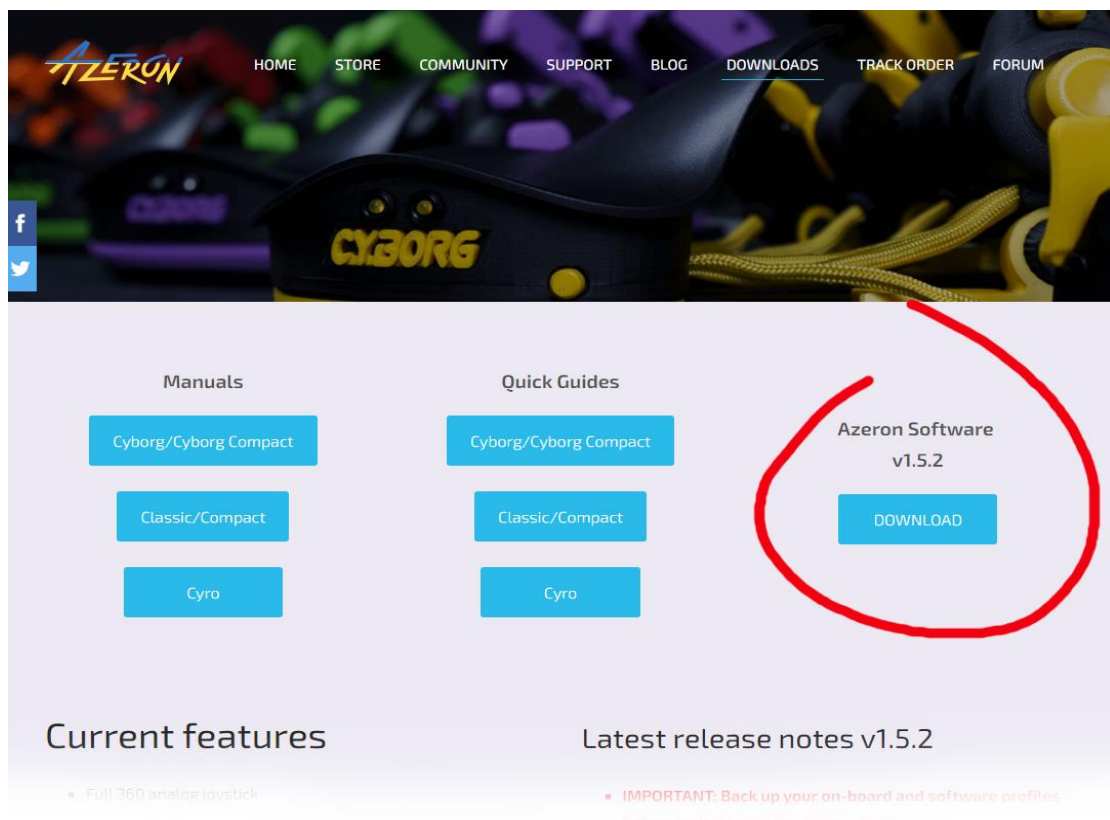 AZERON
HOME STORE COMMUNITY SUPPORT BLOG DOWNLOADS TRACK ORDER FORUM
CYBORG
CYBORG
f
Manuals
Cyborg/Cyborg Compact
Classic/Compact
Cyro
Quick Guides
Cyborg/Cyborg Compact
Classic/Compact
Cyro
Azeron Software
v1.5.2
DOWNLOAD
Current features
• Full 360 analog joystick
Latest release notes v1.5.2
• IMPORTANT: Back up your on-board and software profiles